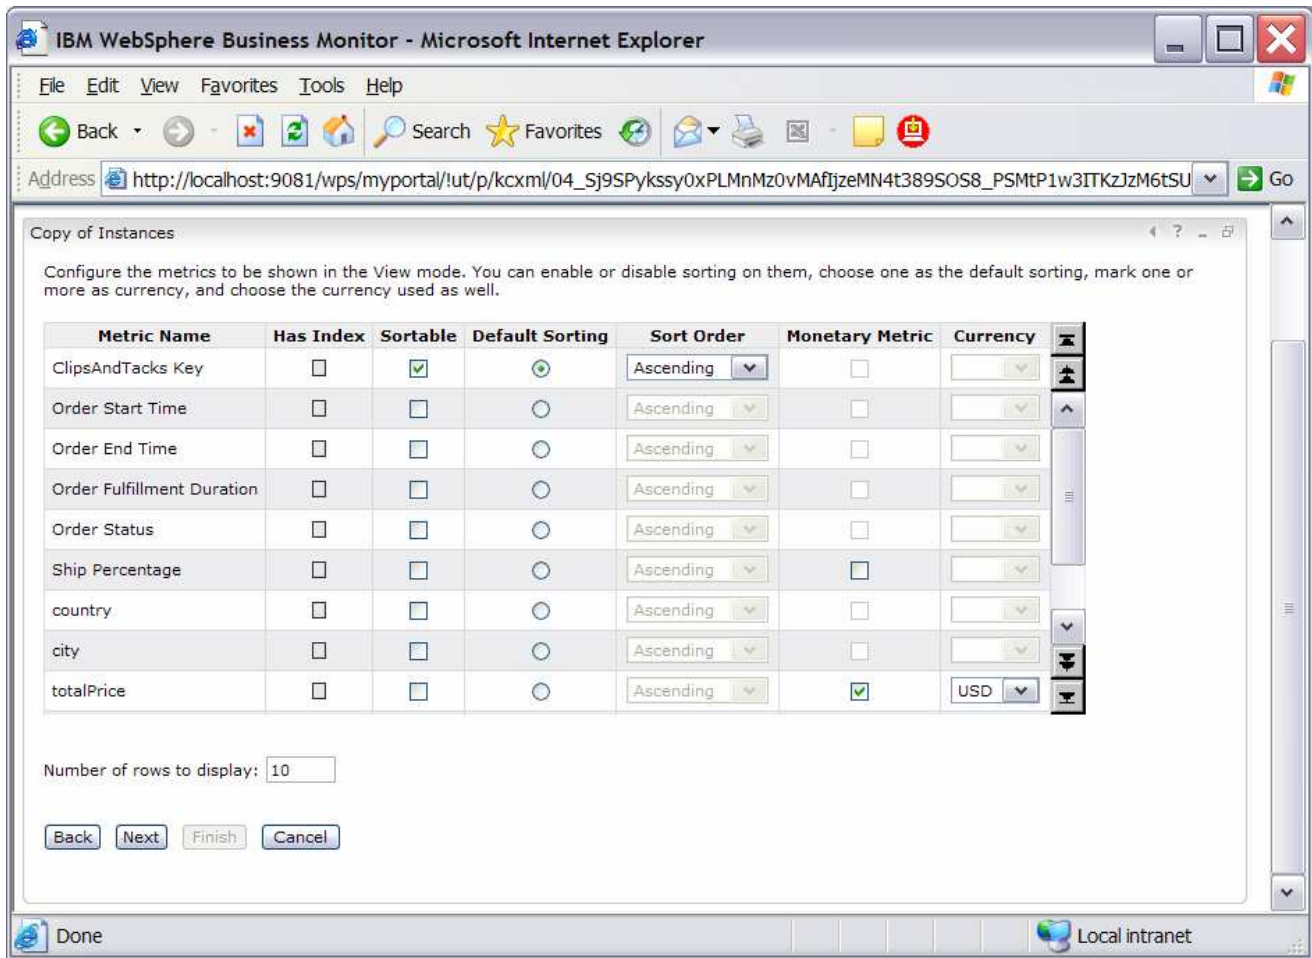 IBM WebSphere Business Monitor - Microsoft Internet Explorer
File Edit View Favorites Tools Help
Back Search Favorites
Address http://localhost:9081/wps/myportal/!ut/p/kcxml/04_Sj9SPykssy0xPLMnMz0vMAfIjzeMN4t389SOS8_PSMtP1w3ITKzJzM6tSU Go
Copy of Instances
Configure the metrics to be shown in the View mode. You can enable or disable sorting on them, choose one as the default sorting, mark one or
more as currency, and choose the currency used as well.
Metric Name Has Index Sortable Default Sorting Sort Order Monetary Metric Currency
ClipsAndTacks Key Ascending
Order Start Time Ascending
Order End Time Ascending
Order Fulfillment Duration Ascending
Order Status Ascending
Ship Percentage Ascending
country Ascending
city Ascending
totalPrice Ascending USD
Number of rows to display: 10
Back Next Finish Cancel
Done Local intranet